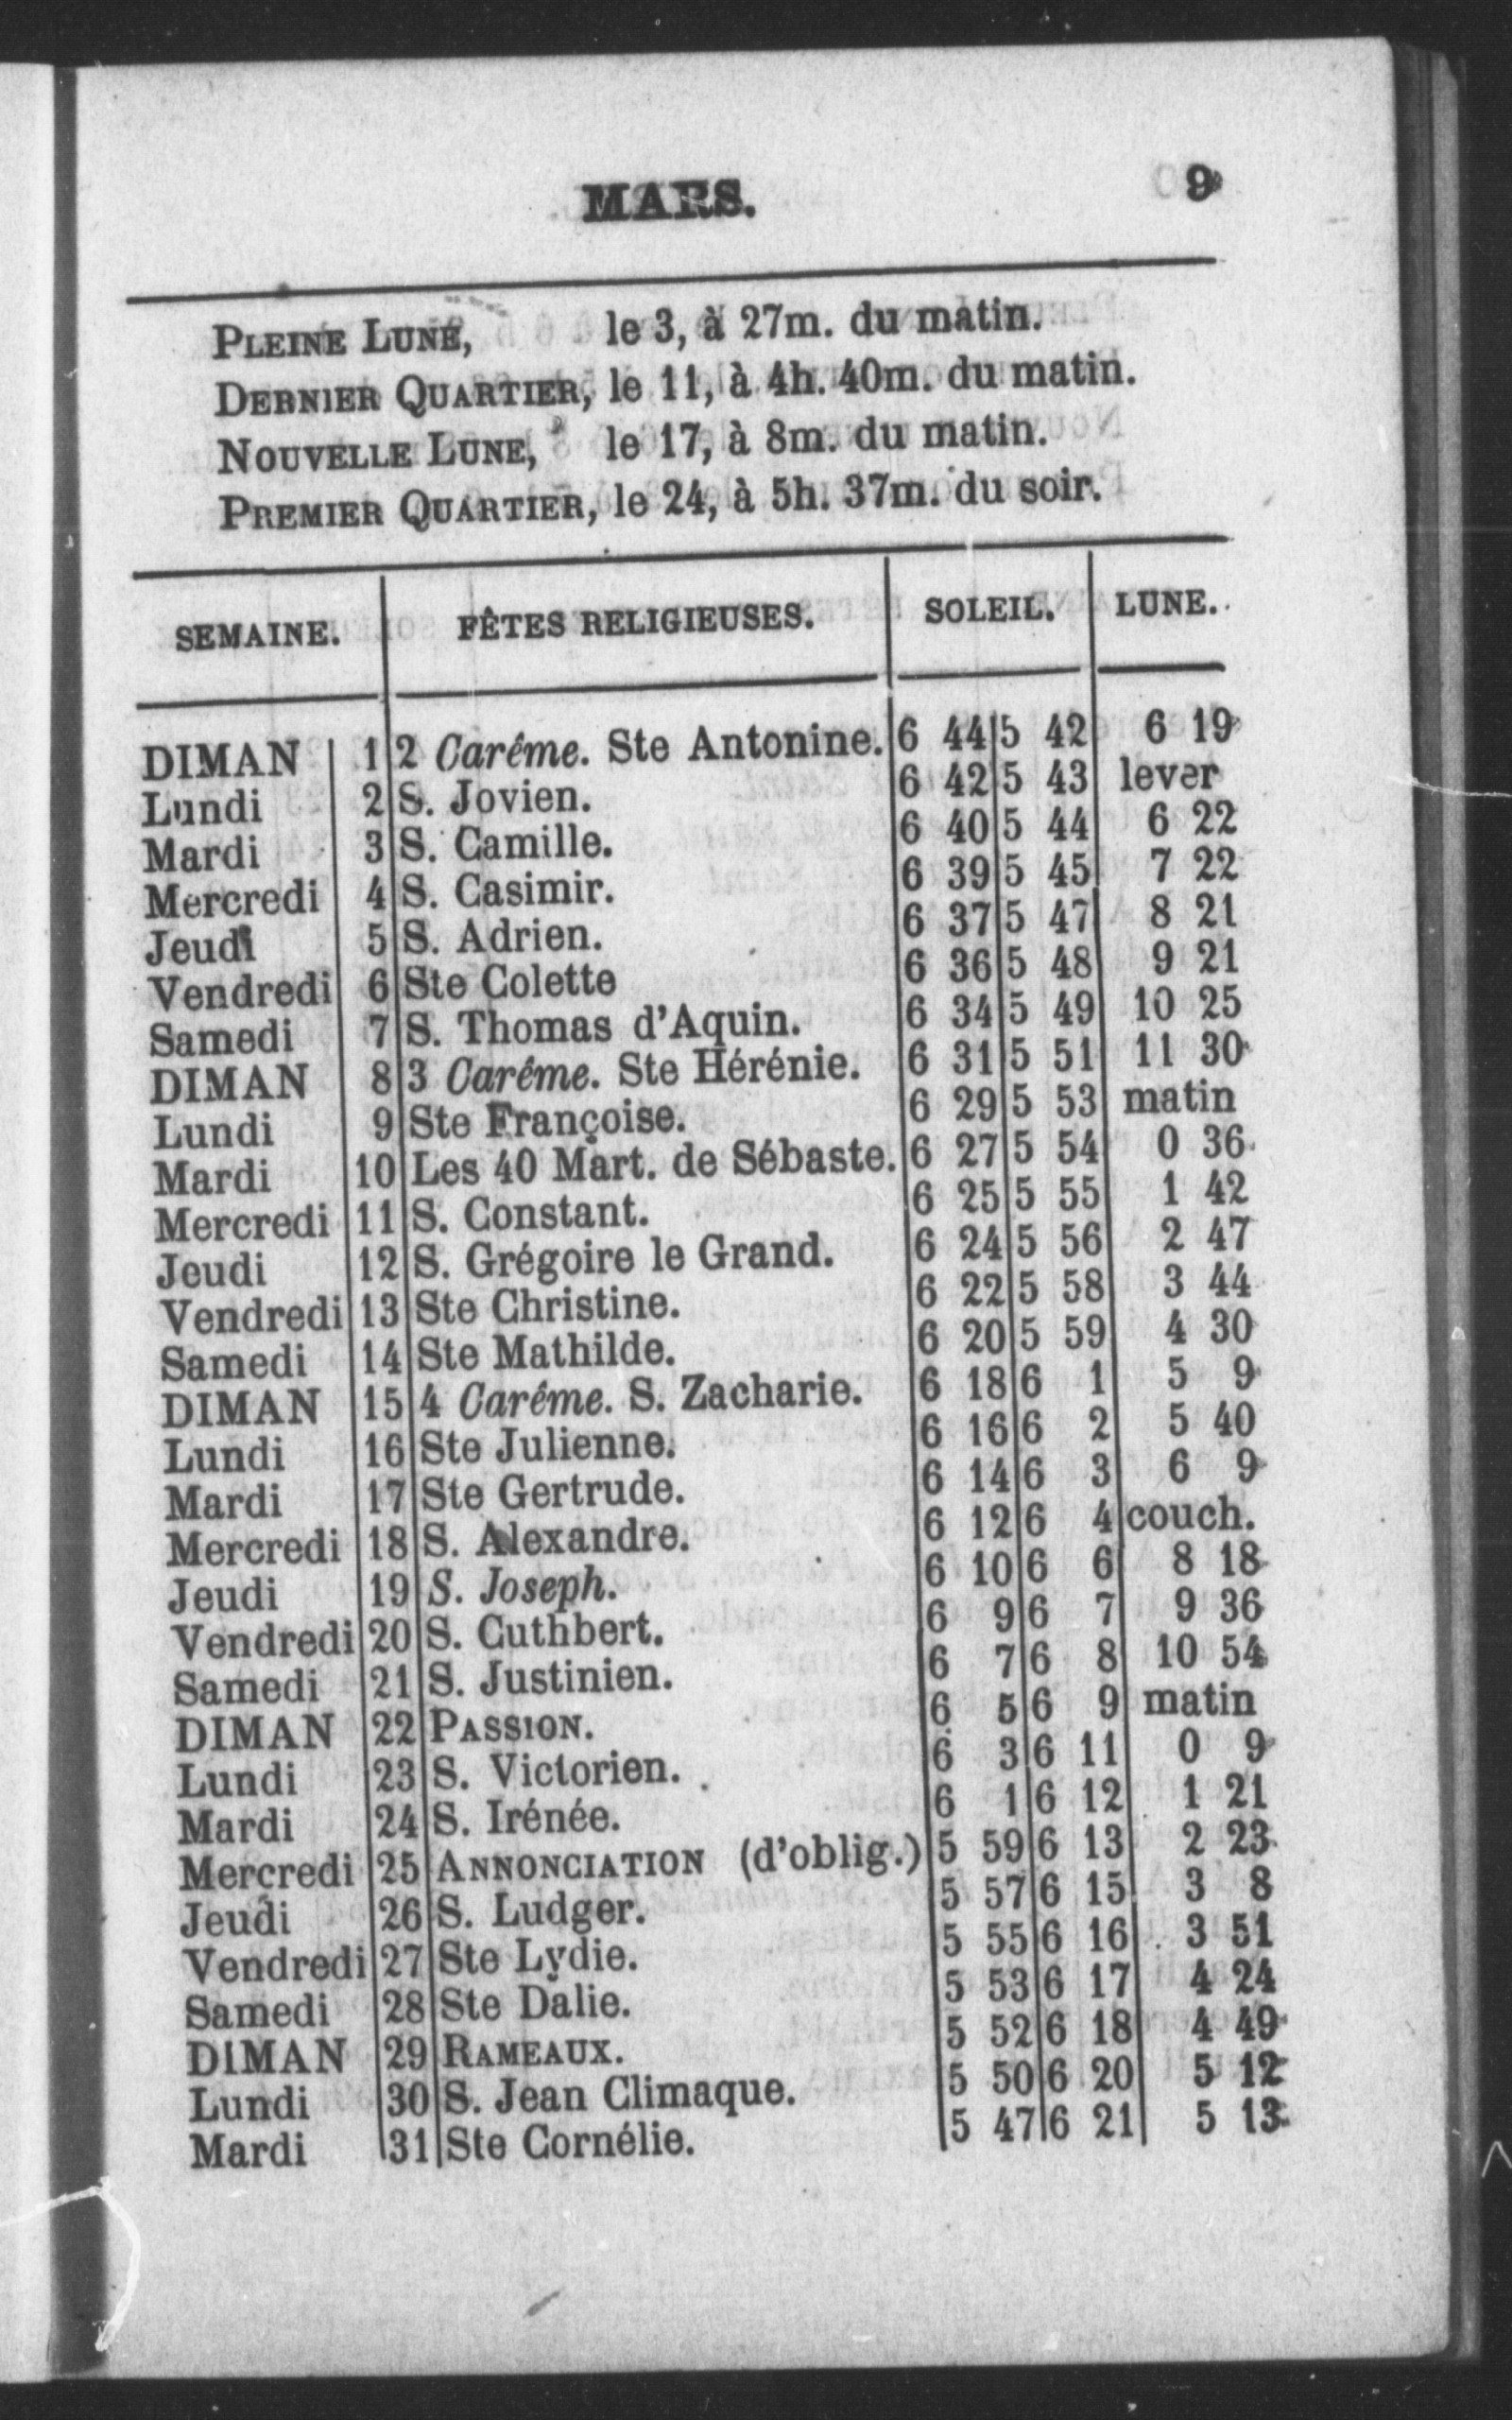 MARS. 9
PLEINE LUNE, le 3, à 27m. du matin.
DERNIER QUARTIER, le 11, à 4h. 40m. du matin.
NOUVELLE LUNE, le 17, à 8m. du matin.
PREMIER QUARTIER, le 24, à 5h. 37m. du soir.
SEMAINE. FÊTES RELIGIEUSES. SOLEIL. LUNE.
DIMAN 1 2 Carême. Ste Antonine. 6 44 5 42 6 19
Lundi 2 S. Jovien. 6 42 5 43 lever
Mardi 3 S. Camille. 6 40 5 44 6 22
Mercredi 4 S. Casimir. 6 39 5 45 7 22
Jeudi 5 S. Adrien. 6 37 5 47 8 21
Vendredi 6 Ste Colette 6 36 5 48 9 21
Samedi 7 S. Thomas d'Aquin. 6 34 5 49 10 25
DIMAN 8 3 Carême. Ste Hérénie. 6 31 5 51 11 30
Lundi 9 Ste Françoise. 6 29 5 53 matin
Mardi 10 Les 40 Mart. de Sébaste. 6 27 5 54 0 36
Mercredi 11 S. Constant. 6 25 5 55 1 42
Jeudi 12 S. Grégoire le Grand. 6 24 5 56 2 47
Vendredi 13 Ste Christine. 6 22 5 58 3 44
Samedi 14 Ste Mathilde. 6 20 5 59 4 30
DIMAN 15 4 Carême. S. Zacharie. 6 18 6 1 5 9
Lundi 16 Ste Julienne. 6 16 6 2 5 40
Mardi 17 Ste Gertrude. 6 14 6 3 6 9
Mercredi 18 S. Alexandre. 6 12 6 4 couch.
Jeudi 19 S. Joseph. 6 10 6 6 8 18
Vendredi 20 S. Cuthbert. 6 9 6 7 9 36
Samedi 21 S. Justinien. 6 7 6 8 10 54
DIMAN 22 PASSION. 6 5 6 9 matin
Lundi 23 S. Victorien. 6 3 6 11 0 9
Mardi 24 S. Irénée. 6 1 6 12 1 21
Mercredi 25 ANNONCIATION (d'oblig.) 5 59 6 13 2 23
Jeudi 26 S. Ludger. 5 57 6 15 3 8
Vendredi 27 Ste Lydie. 5 55 6 16 3 51
Samedi 28 Ste Dalie. 5 53 6 17 4 24
DIMAN 29 RAMEAUX. 5 52 6 18 4 49
Lundi 30 S. Jean Climaque. 5 50 6 20 5 12
Mardi 31 Ste Cornélie. 5 47 6 21 5 13